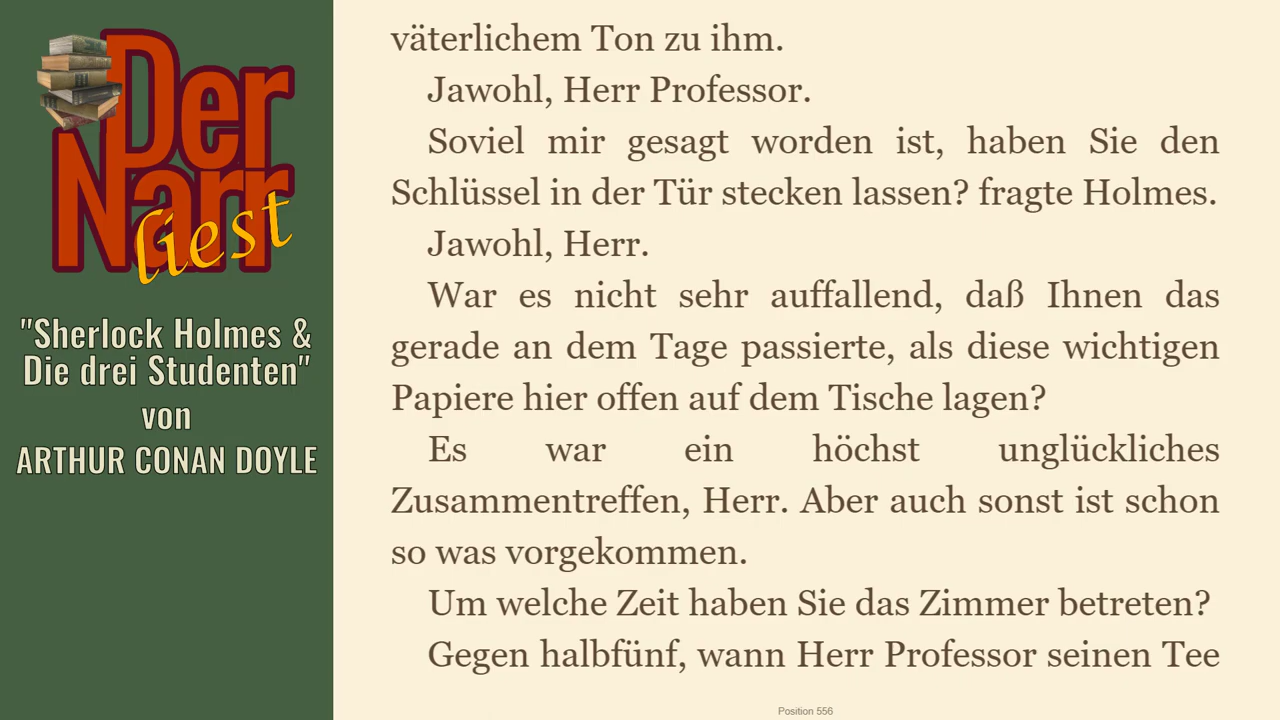 Der
Narr
liest
"Sherlock Holmes &
Die drei Studenten"
von
ARTHUR CONAN DOYLE
väterlichem Ton zu ihm.
Jawohl, Herr Professor.
Soviel mir gesagt worden ist, haben Sie den
Schlüssel in der Tür stecken lassen? fragte Holmes.
Jawohl, Herr.
War es nicht sehr auffallend, daß Ihnen das
gerade an dem Tage passierte, als diese wichtigen
Papiere hier offen auf dem Tische lagen?
Es war ein höchst unglückliches
Zusammentreffen, Herr. Aber auch sonst ist schon
so was vorgekommen.
Um welche Zeit haben Sie das Zimmer betreten?
Gegen halbfünf, wann Herr Professor seinen Tee
Position 556